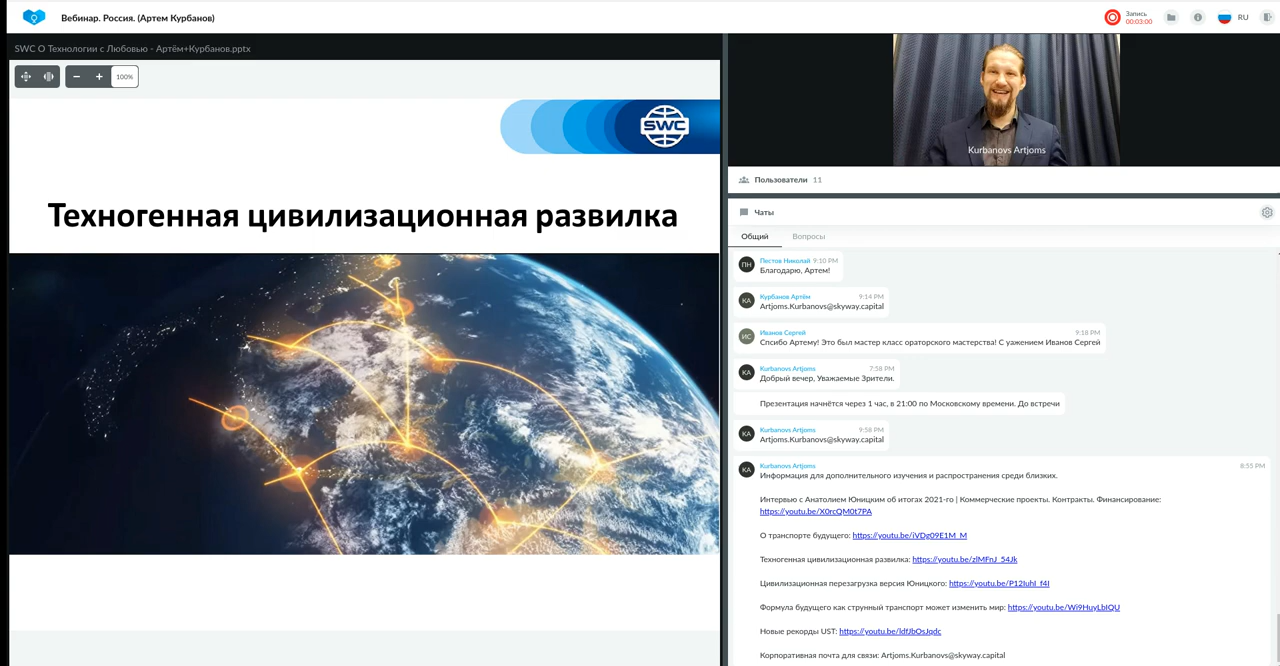 Вебинар. Россия. (Артем Курбанов)
Запись
00:03:00
RU
SWC О Технологии с Любовью - Артём+Курбанов.pptx
100%
SWC
Техногенная цивилизационная развилка
Kurbanovs Artjoms
Пользователи 11
Чаты
Общий Вопросы
ПН
Пестов Николай 9:10 PM
Благодарю, Артем!
КА
Курбанов Артём 9:14 PM
Artjoms.Kurbanovs@skyway.capital
ИС
Иванов Сергей 9:18 PM
Спсибо Артему! Это был мастер класс ораторского мастерства! С уажением Иванов Сергей
KA
Kurbanovs Artjoms 7:58 PM
Добрый вечер, Уважаемые Зрители.
Презентация начнётся через 1 час, в 21:00 по Московскому времени. До встречи
KA
Kurbanovs Artjoms 9:58 PM
Artjoms.Kurbanovs@skyway.capital
KA
Kurbanovs Artjoms 8:55 PM
Информация для дополнительного изучения и распространения среди близких.
Интервью с Анатолием Юницким об итогах 2021-го | Коммерческие проекты. Контракты. Финансирование:
https://youtu.be/X0rcQM0t7PA
О транспорте будущего: https://youtu.be/iVDg09E1M_M
Техногенная цивилизационная развилка: https://youtu.be/zlMFnJ_54Jk
Цивилизационная перезагрузка версия Юницкого: https://youtu.be/P12IuhI_f4I
Формула будущего как струнный транспорт может изменить мир: https://youtu.be/Wi9HuyLbIQU
Новые рекорды UST: https://youtu.be/ldfJbOsJqdc
Корпоративная почта для связи: Artjoms.Kurbanovs@skyway.capital